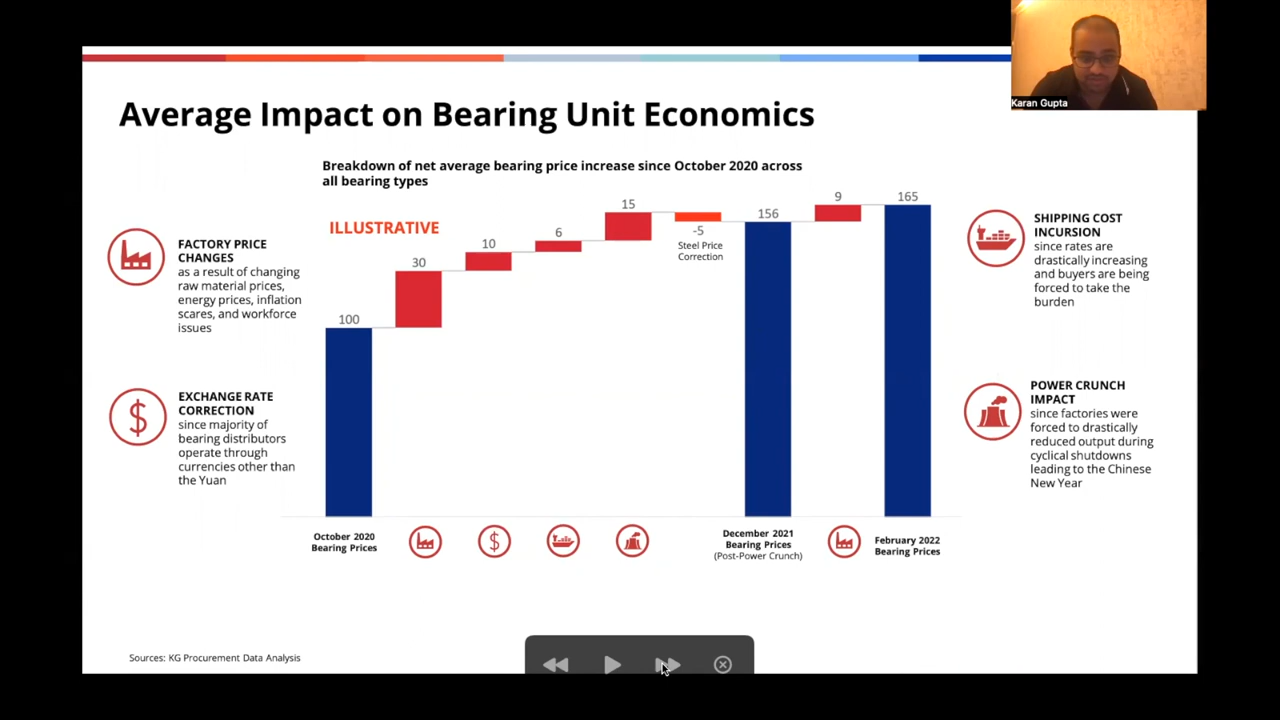 Karan Gupta
Average Impact on Bearing Unit Economics
Breakdown of net average bearing price increase since October 2020 across
all bearing types
ILLUSTRATIVE
FACTORY PRICE
CHANGES
as a result of changing
raw material prices,
energy prices, inflation
scares, and workforce
issues
EXCHANGE RATE
CORRECTION
since majority of
bearing distributors
operate through
currencies other than
the Yuan
100
30
10
6
15
-5
Steel Price
Correction
156
9
165
October 2020
Bearing Prices
$
$
December 2021
Bearing Prices
(Post-Power Crunch)
February 2022
Bearing Prices
SHIPPING COST
INCURSION
since rates are
drastically increasing
and buyers are being
forced to take the
burden
POWER CRUNCH
IMPACT
since factories were
forced to drastically
reduced output during
cyclical shutdowns
leading to the Chinese
New Year
Sources: KG Procurement Data Analysis